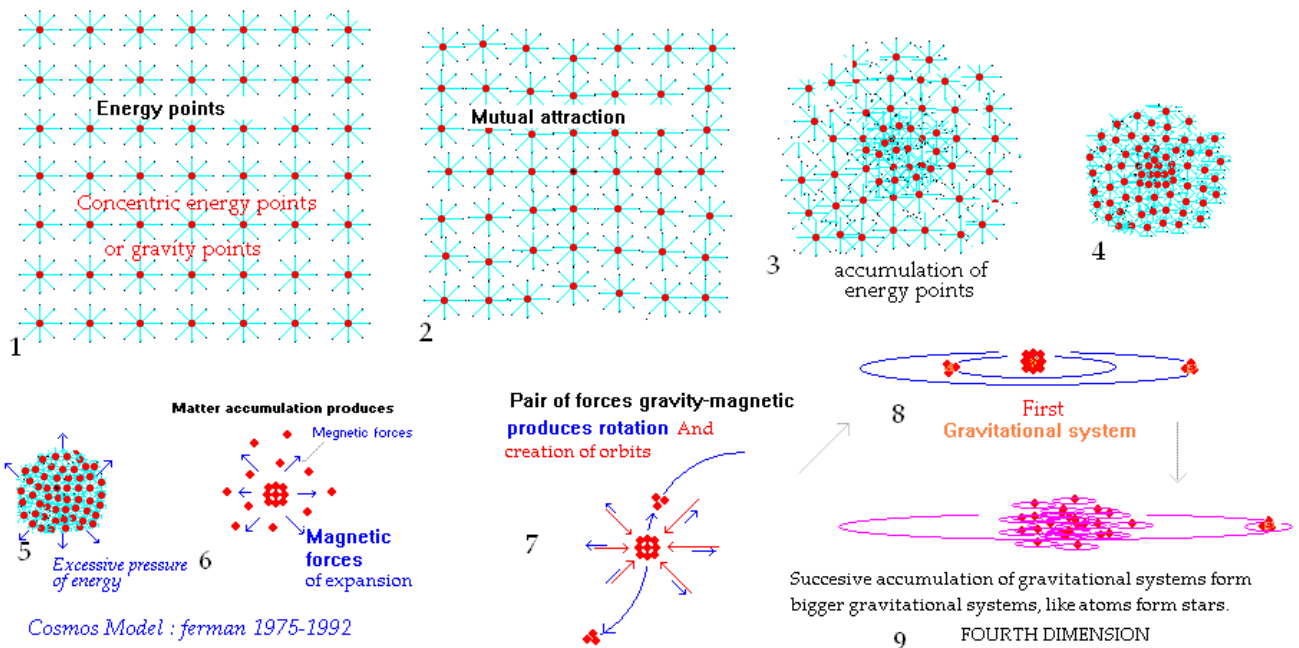 Energy points
Concentric energy points
or gravity points
1
Mutual attraction
2
3
accumulation of
energy points
4
5
Excessive pressure
of energy
Matter accumulation produces
Megnetic forces
6
Magnetic
forces
of expansion
Pair of forces gravity-magnetic
produces rotation And
creation of orbits
7
8
First
Gravitational system
Succesive accumulation of gravitational systems form
bigger gravitational systems, like atoms form stars.
9
FOURTH DIMENSION
Cosmos Model : ferman 1975-1992